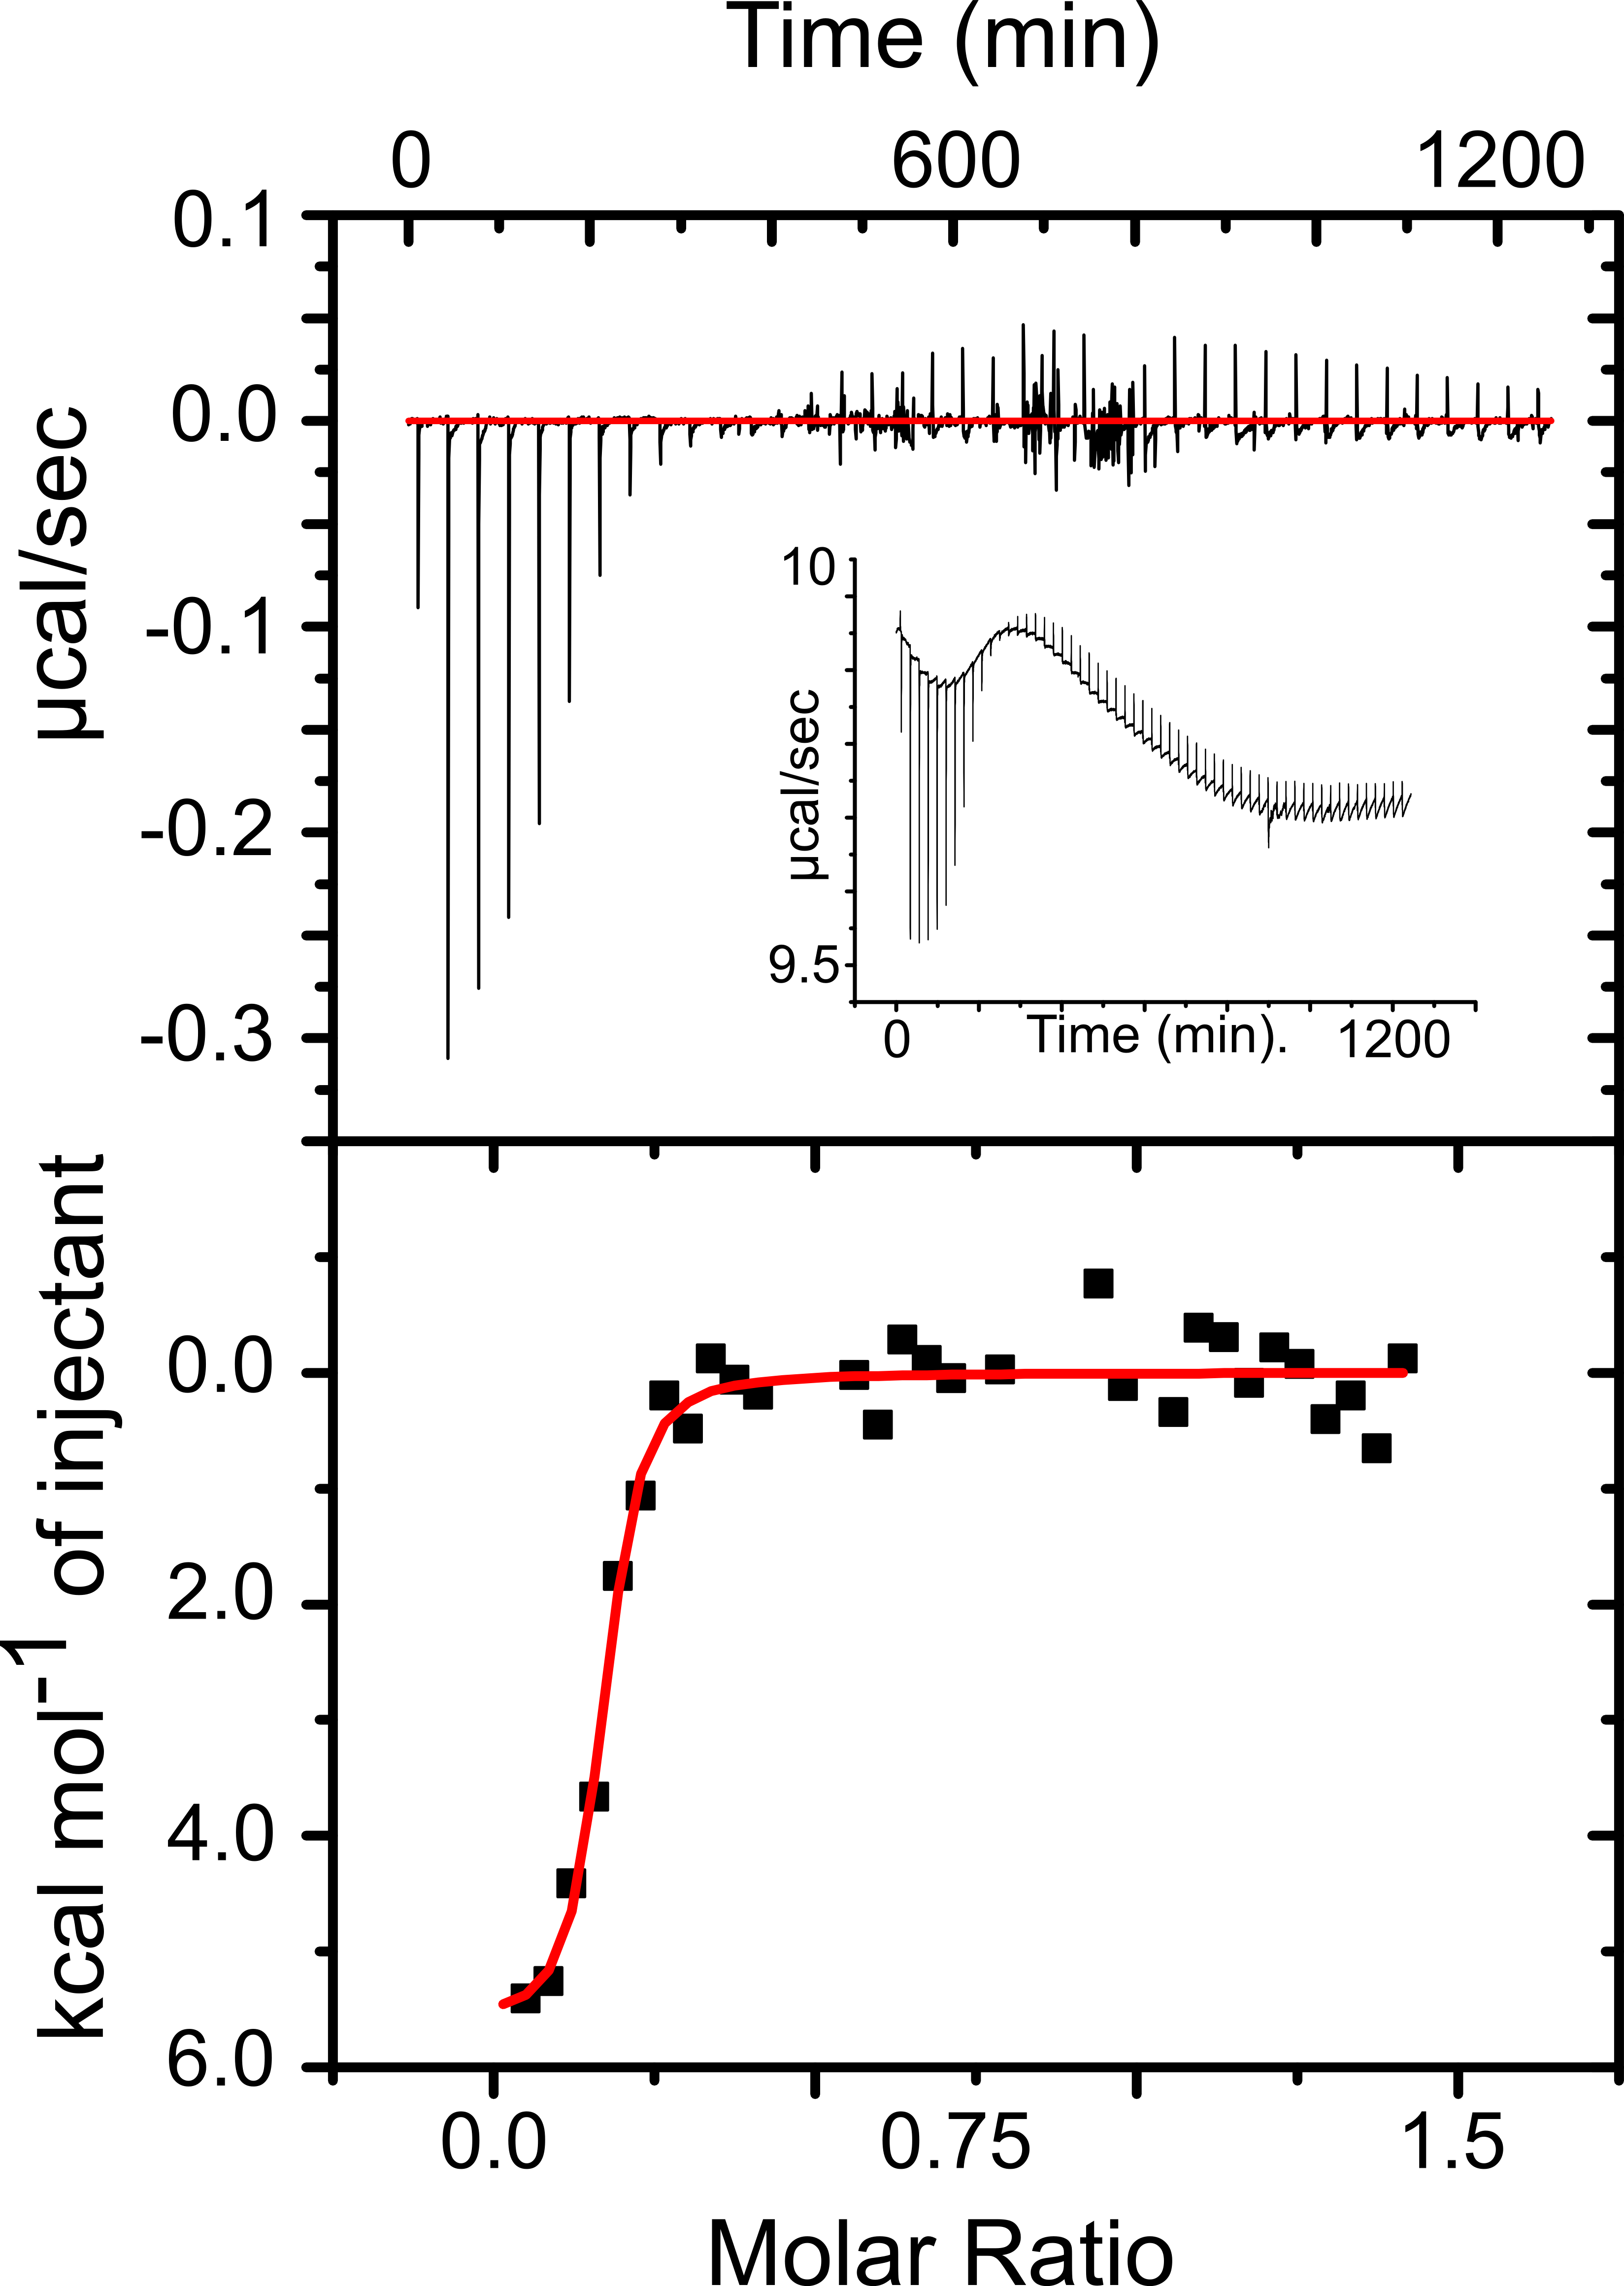 Time (min)
0 600 1200
0.1
0.0
-0.1
-0.2
-0.3
µcal/sec
10
9.5
µcal/sec
0 1200
Time (min).
0.0
2.0
4.0
6.0
kcal mol-1 of injectant
0.0 0.75 1.5
Molar Ratio